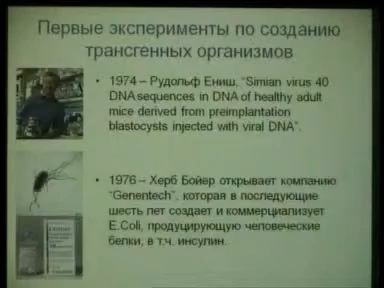 Первые эксперименты по созданию
трансгенных организмов
• 1974 – Рудольф Ениш, "Simian virus 40
DNA sequences in DNA of healthy adult
mice derived from preimplantation
blastocysts injected with viral DNA".
• 1976 – Херб Бойер открывает компанию
"Genentech", которая в последующие
шесть лет создает и коммерциализует
E.Coli, продуцирующую человеческие
белки, в т.ч. инсулин.